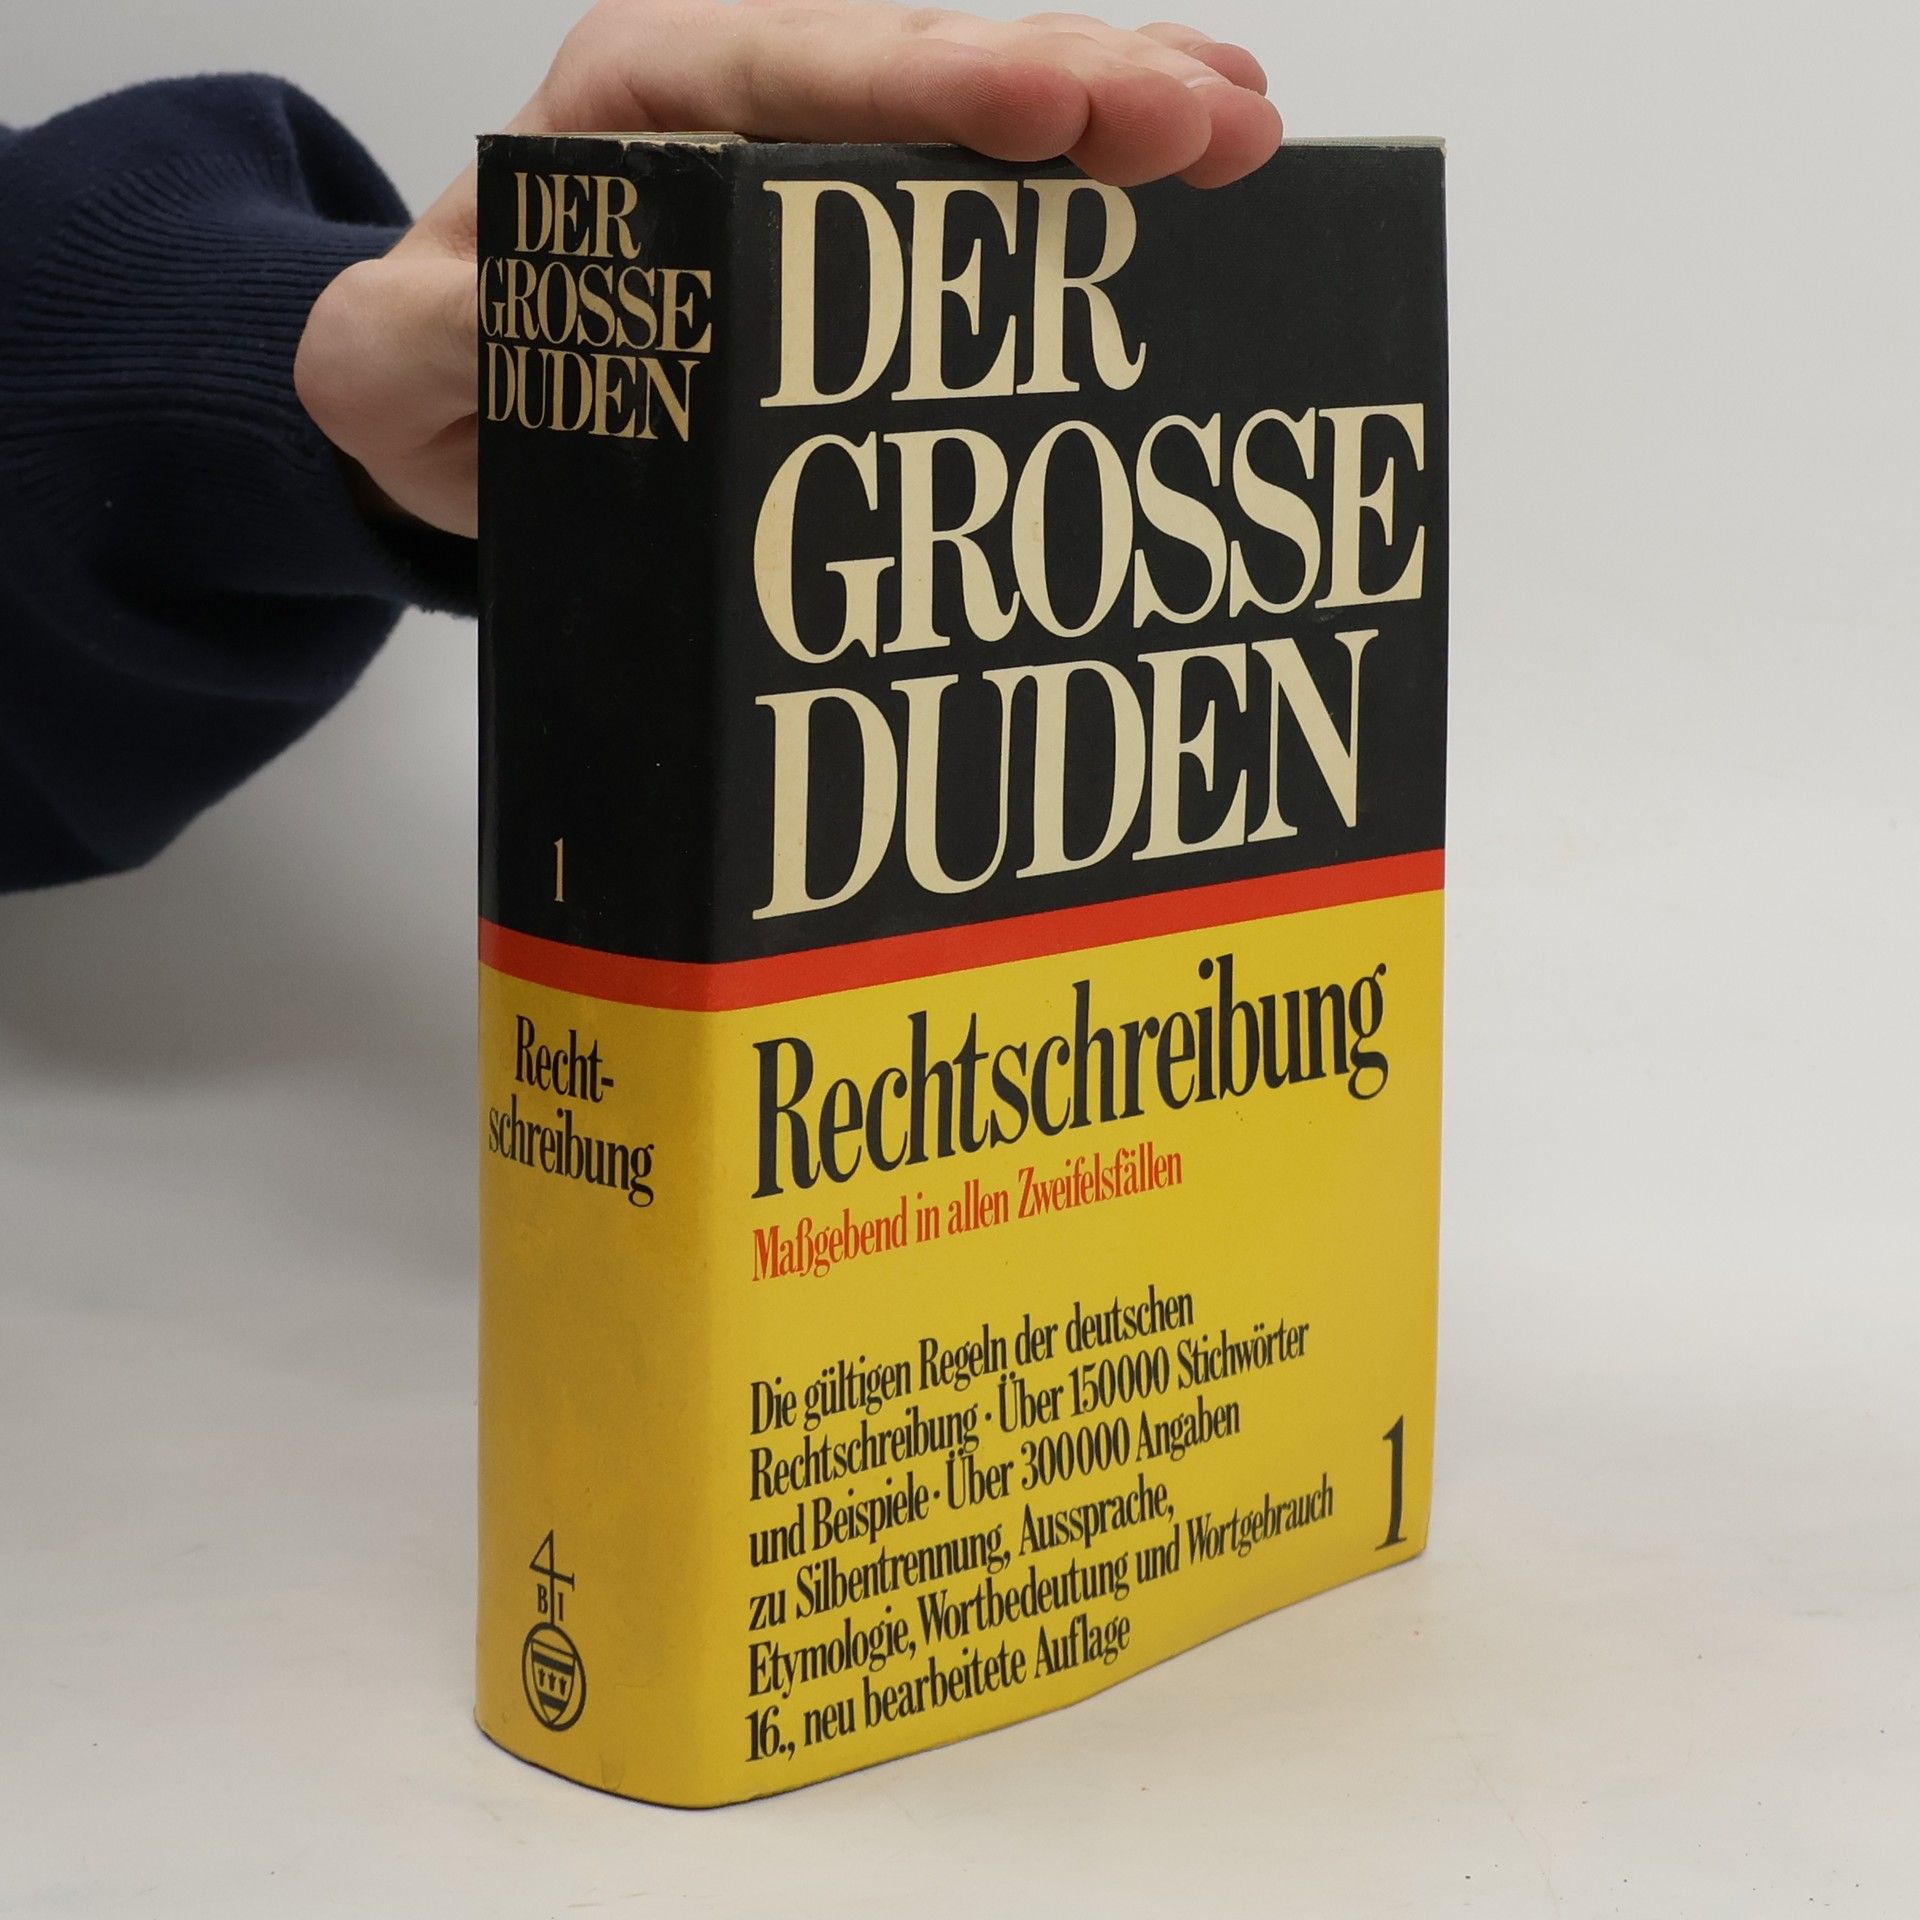 DER
GROSSE
DUDEN
1
Recht-
schreibung
B I
DER
GROSSE
DUDEN
Rechtschreibung
Maßgebend in allen Zweifelsfällen
Die gültigen Regeln der deutschen
Rechtschreibung · Über 150000 Stichwörter
und Beispiele · Über 300000 Angaben
zu Silbentrennung, Aussprache,
Etymologie, Wortbedeutung und Wortgebrauch
16., neu bearbeitete Auflage
1